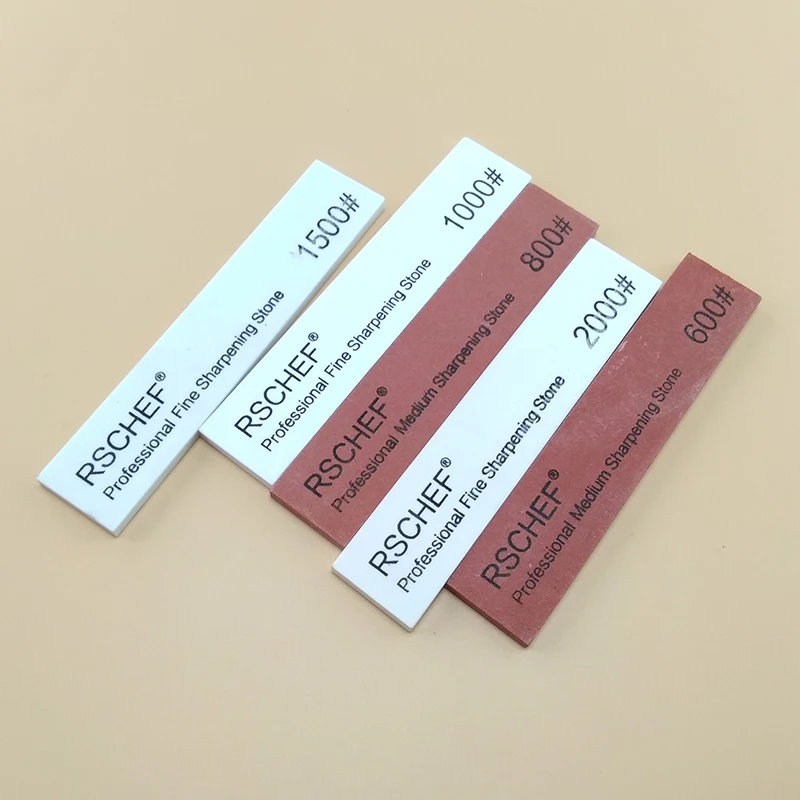 1500#
RSCHEF®
Professional Fine Sharpening Stone
1000#
RSCHEF®
Professional Fine Sharpening Stone
800#
RSCHEF®
Professional Medium Sharpening Stone
2000#
RSCHEF®
Professional Fine Sharpening Stone
600#
RSCHEF®
Professional Medium Sharpening Stone